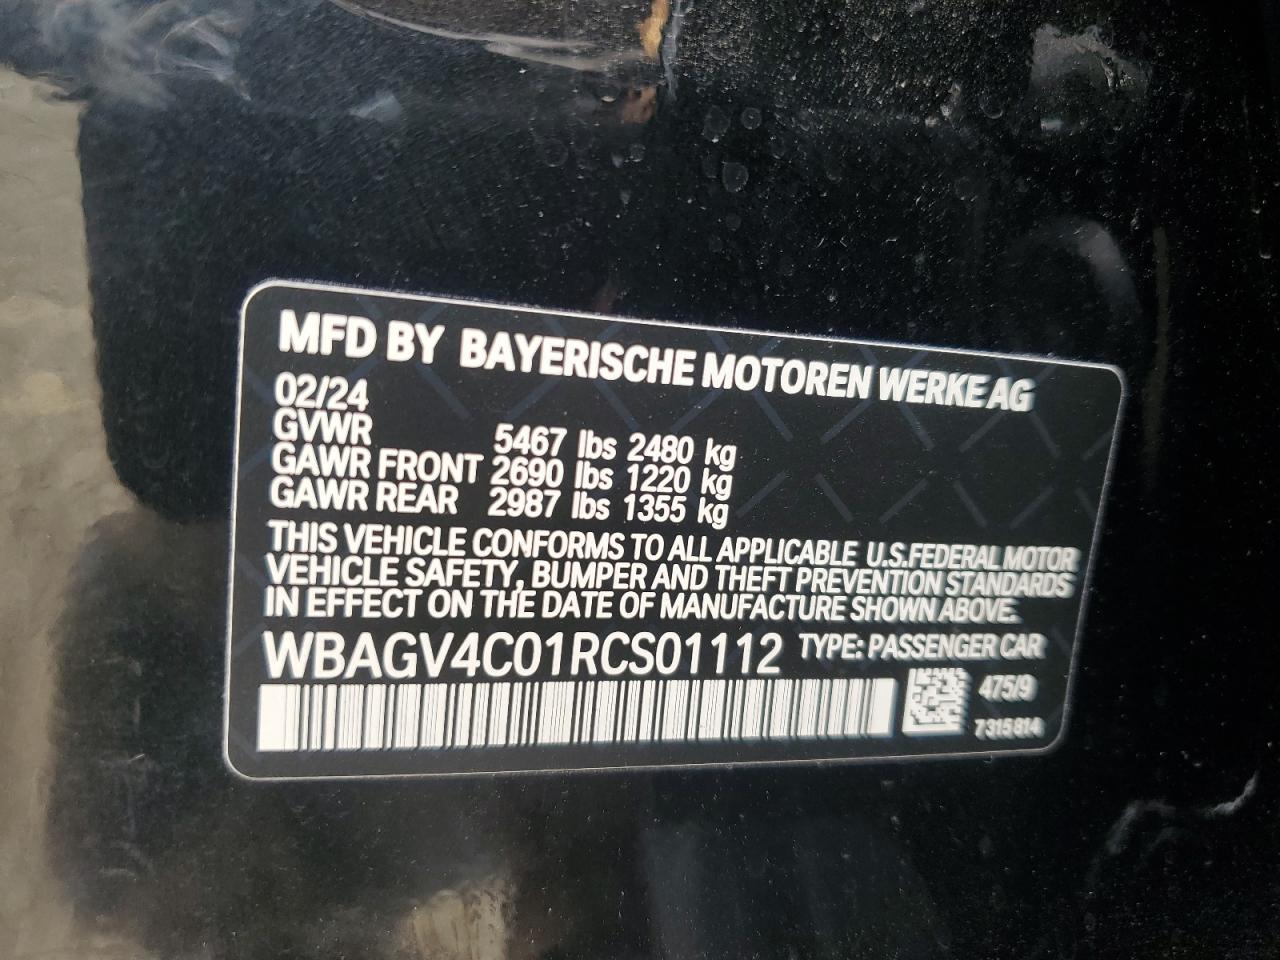 MFD BY BAYERISCHE MOTOREN WERKE AG
02/24
GVWR 5467 lbs 2480 kg
GAWR FRONT 2690 lbs 1220 kg
GAWR REAR 2987 lbs 1355 kg
THIS VEHICLE CONFORMS TO ALL APPLICABLE U.S.FEDERAL MOTOR
VEHICLE SAFETY, BUMPER AND THEFT PREVENTION STANDARDS
IN EFFECT ON THE DATE OF MANUFACTURE SHOWN ABOVE.
WBAGV4C01RCS01112 TYPE: PASSENGER CAR
475/9
7315814